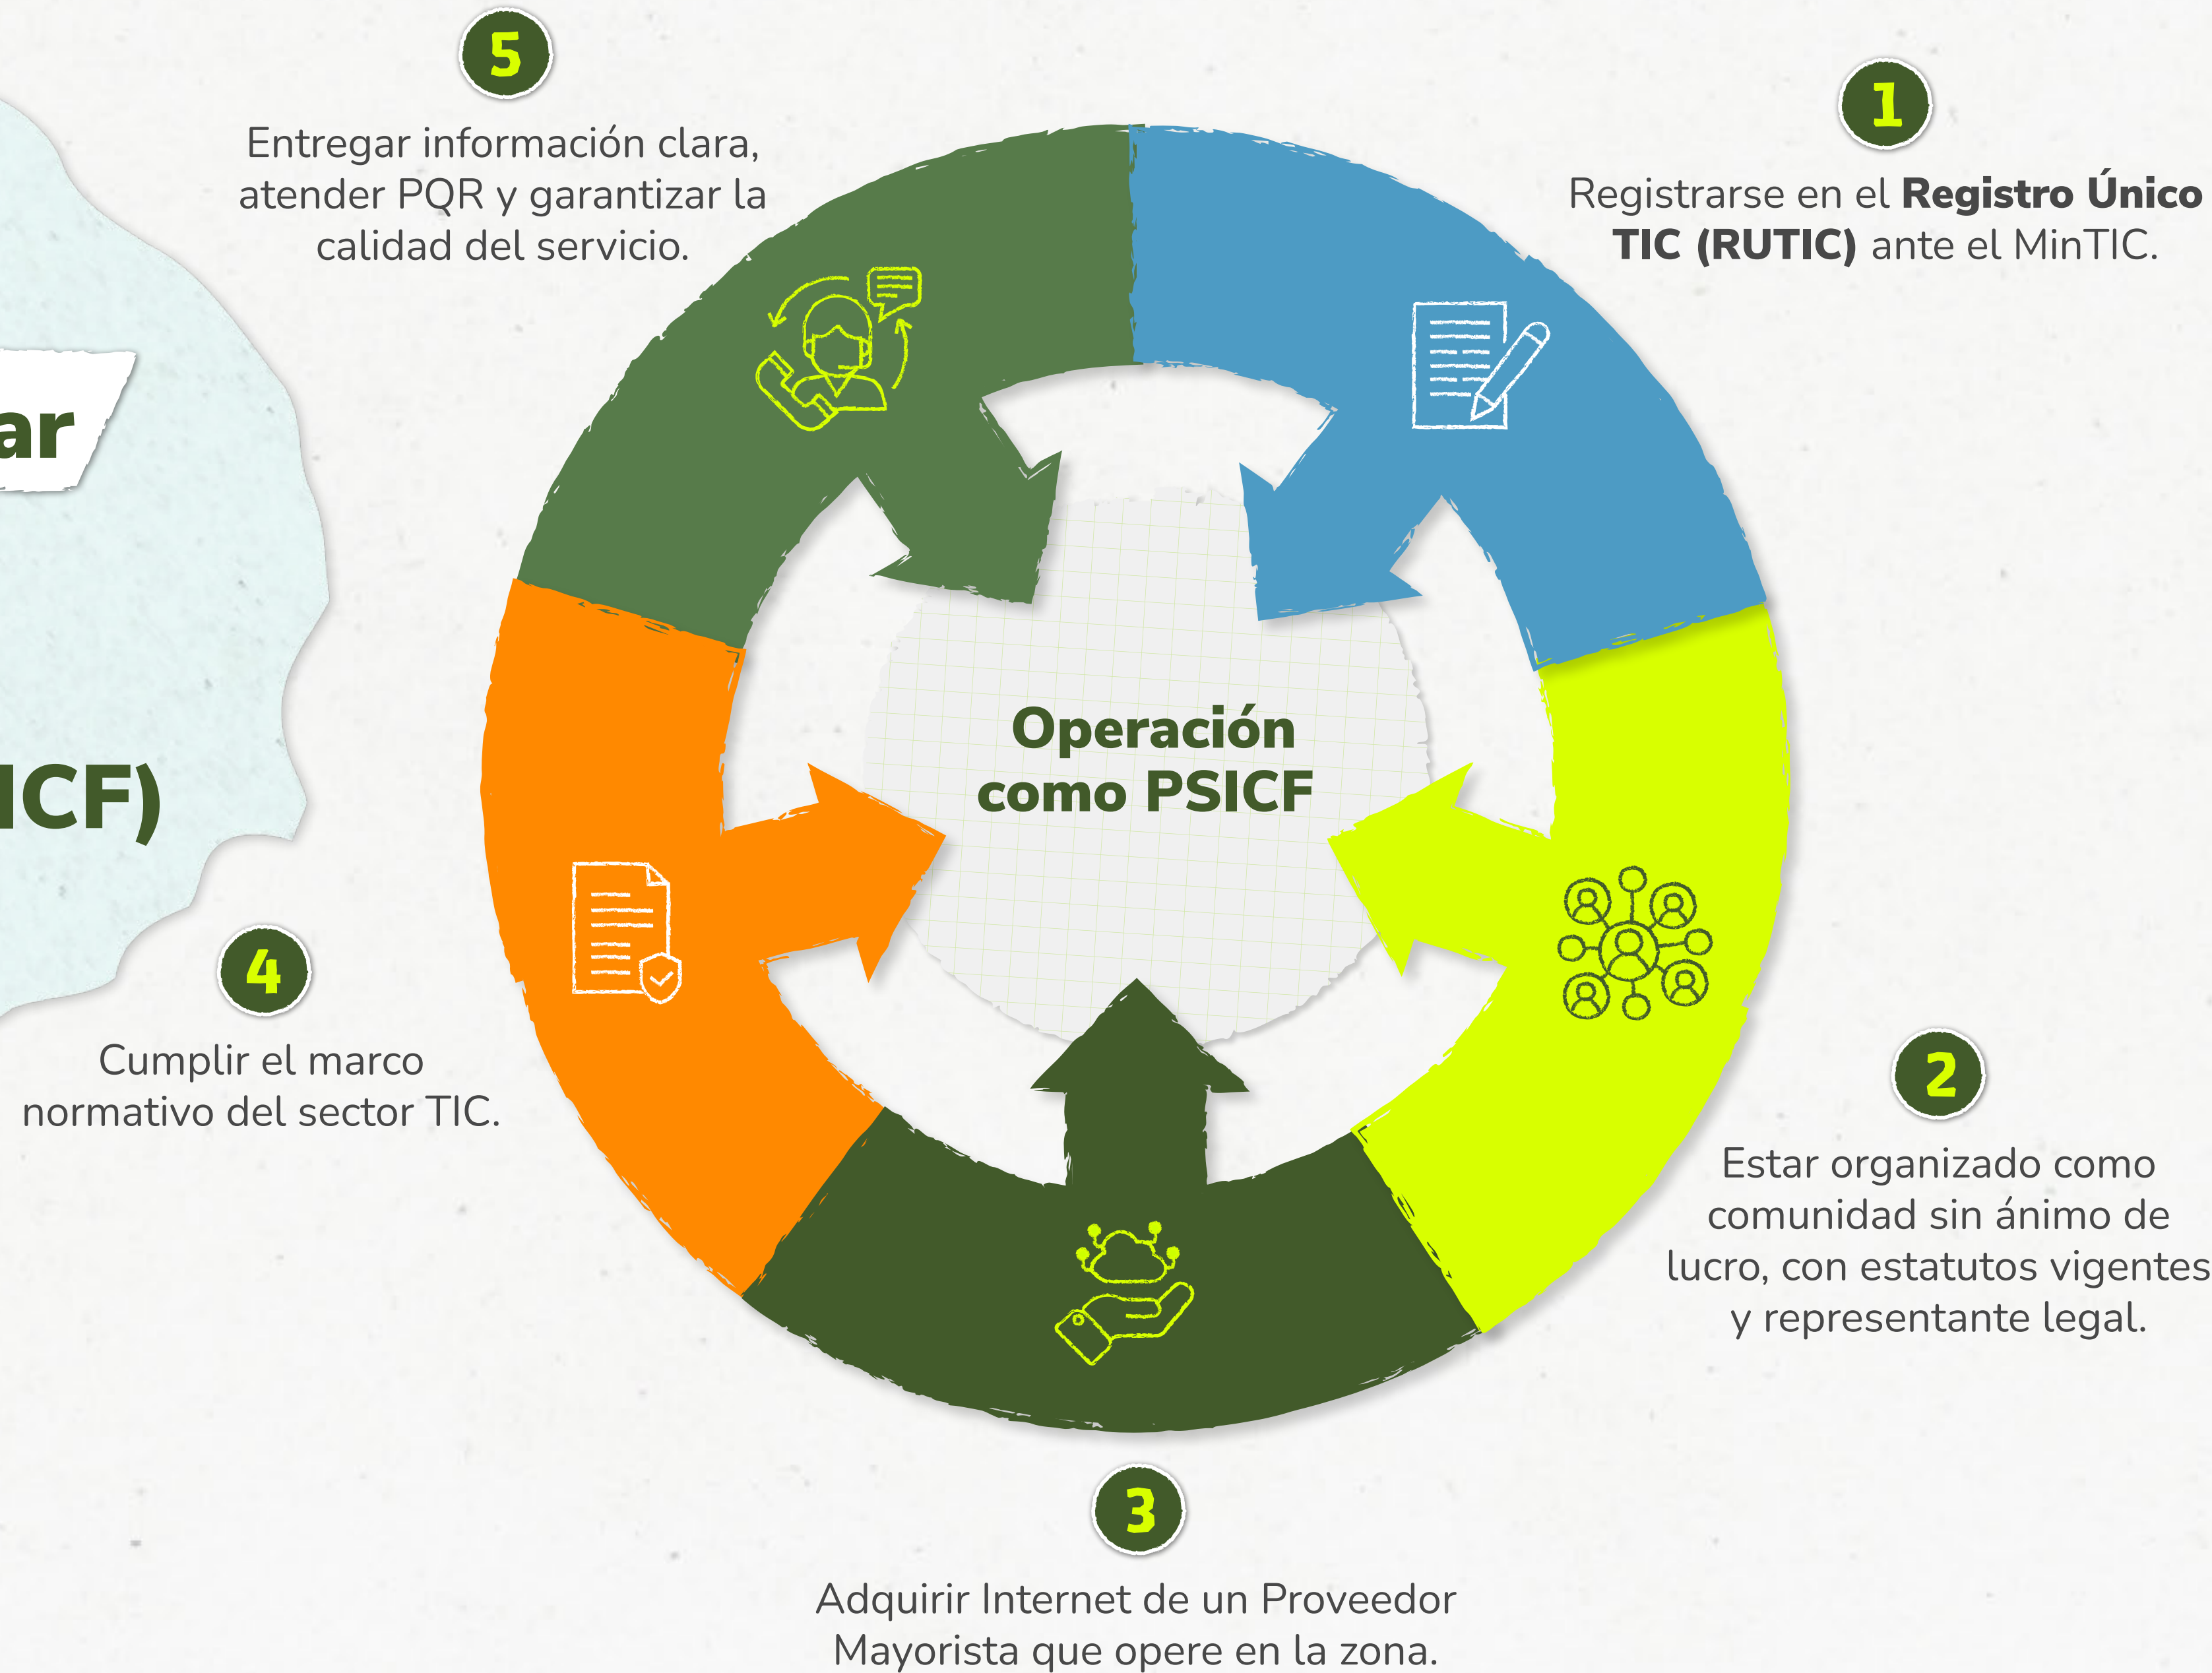 ar
ICF)
Operación
como PSICF
1
Registrarse en el Registro Único
TIC (RUTIC) ante el MinTIC.
2
Estar organizado como
comunidad sin ánimo de
lucro, con estatutos vigentes
y representante legal.
3
Adquirir Internet de un Proveedor
Mayorista que opere en la zona.
4
Cumplir el marco
normativo del sector TIC.
5
Entregar información clara,
atender PQR y garantizar la
calidad del servicio.